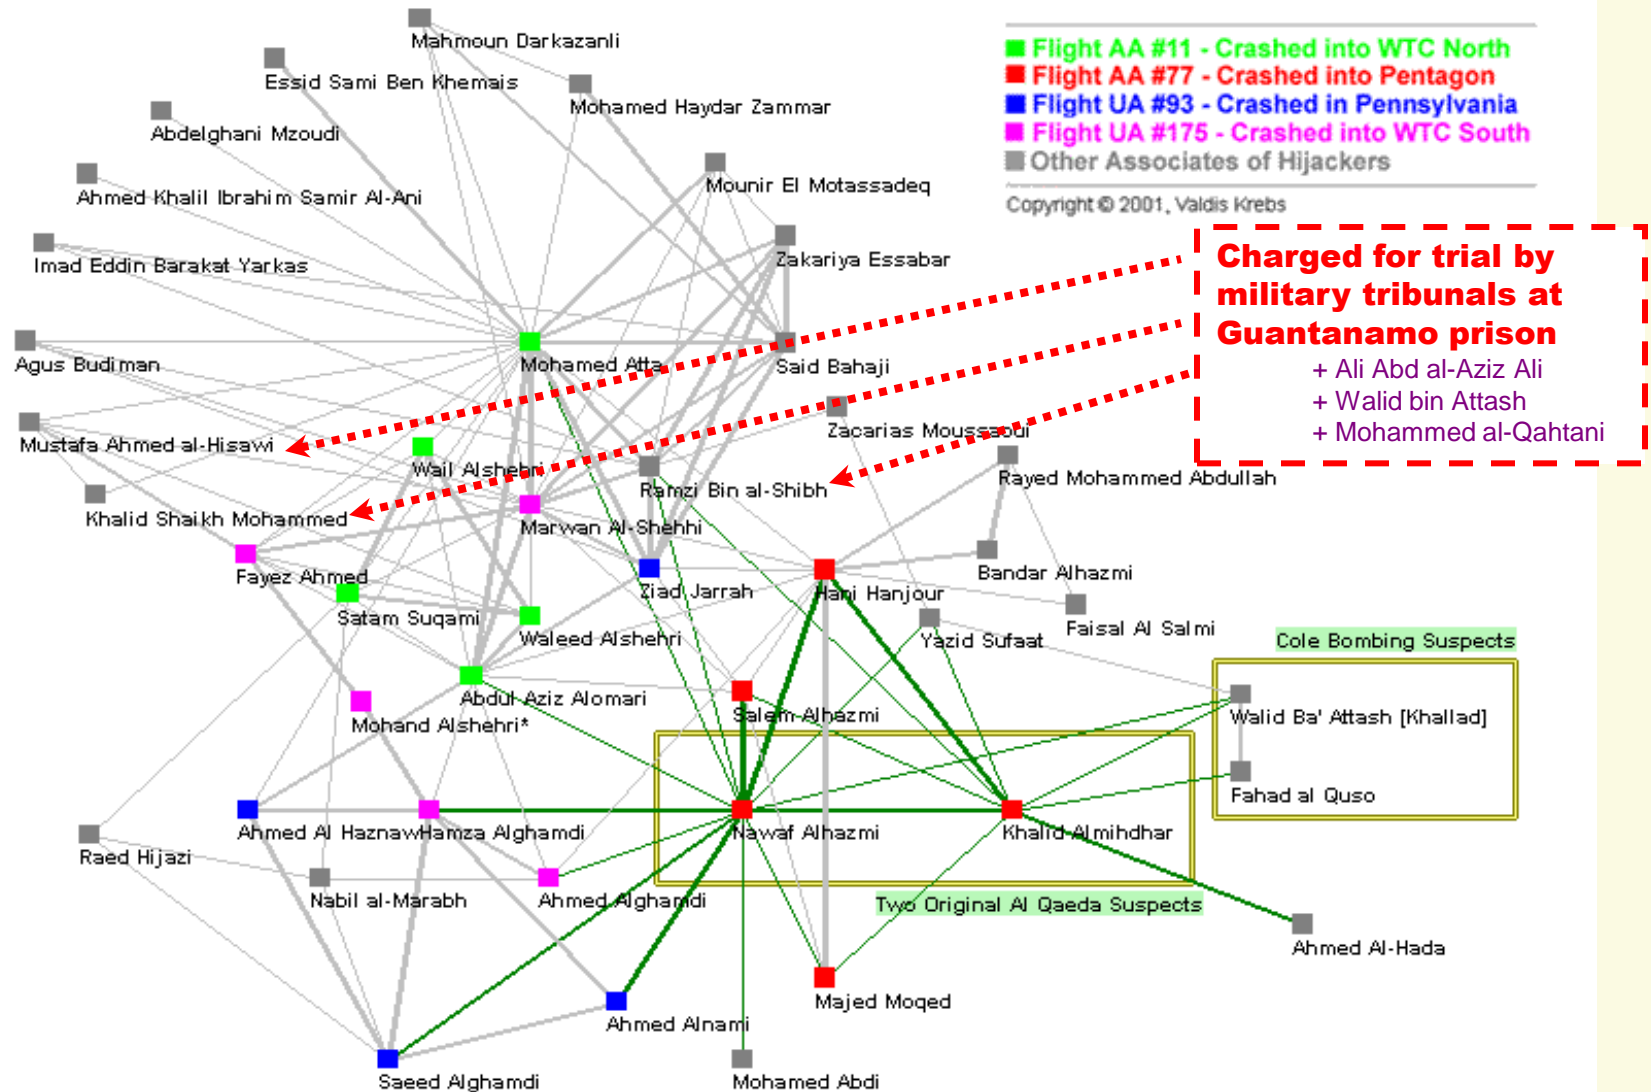 Mahmoun Darkazanli
Essid Sami Ben Khemais
Mohamed Haydar Zammar
Abdelghani Mzoudi
Mounir El Motassadeq
Ahmed Khalil Ibrahim Samir Al-Ani
Imad Eddin Barakat Yarkas
Zakariya Essabar
Flight AA #11 - Crashed into WTC North
Flight AA #77 - Crashed into Pentagon
Flight UA #93 - Crashed in Pennsylvania
Flight UA #175 - Crashed into WTC South
Other Associates of Hijackers
Copyright © 2001, Valdis Krebs
Charged for trial by
military tribunals at
Guantanamo prison
+ Ali Abd al-Aziz Ali
+ Walid bin Attash
+ Mohammed al-Qahtani
Agus Budiman
Mohamed Atta
Said Bahaji
Mustafa Ahmed al-Hisawi
Zacarias Moussaoui
Wail Alshehri
Ramzi Bin al-Shibh
Rayed Mohammed Abdullah
Khalid Shaikh Mohammed
Marwan Al-Shehhi
Fayez Ahmed
Ziad Jarrah
Hani Hanjour
Bandar Alhazmi
Satam Suqami
Waleed Alshehri
Yazid Sufaat
Faisal Al Salmi
Cole Bombing Suspects
Abdul Aziz Alomari
Mohand Alshehri*
Salem Alhazmi
Walid Ba' Attash [Khallad]
Fahad al Quso
Ahmed Al Haznaw
Hamza Alghamdi
Nawaf Alhazmi
Khalid Almihdhar
Raed Hijazi
Nabil al-Marabh
Ahmed Alghamdi
Two Original Al Qaeda Suspects
Ahmed Al-Hada
Majed Moqed
Ahmed Alnami
Saeed Alghamdi
Mohamed Abdi